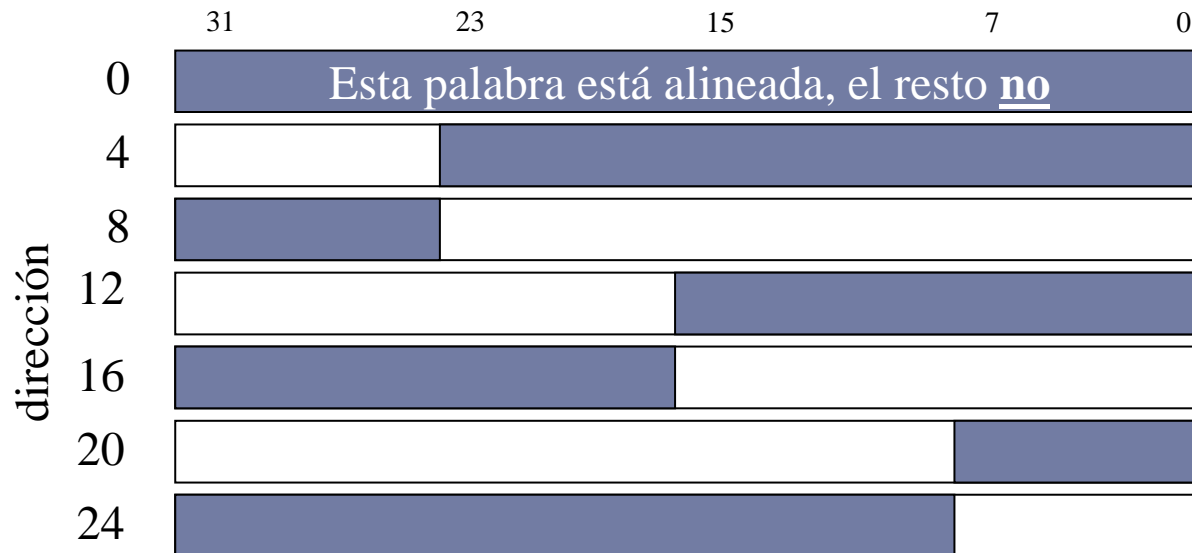 31 23 15 7 0
0 Esta palabra está alineada, el resto no
4
8
12
16
20
24
dirección